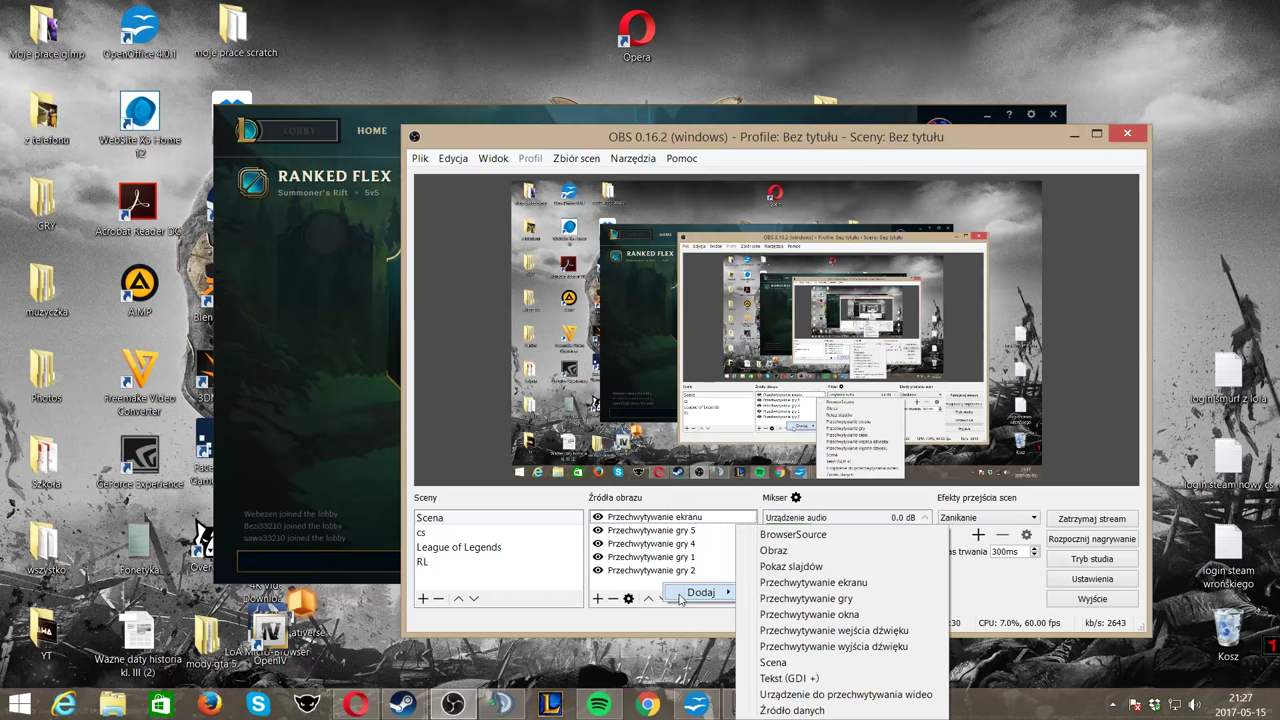 Moje prace gimp
OpenOffice 4.0.1
moje prace scratch
Opera
z telefonu
WebSite X5 Home
12
GRY
Acrobat Reader DC
muzyczka
AIMP
Photos
Freemake Video
Converter
szkoła
GeForce Experience
wszystko
Fonetyka.
YT
Ważne daty historia
kl. III (2)
mody gta 5
OpenIV
LoA Micro-Browser
4K Video
login steam
wrońskiego
Kosz
LOBBY
HOME
RANKED FLEX
Summoner's Rift • 5v5
Webezen joined the lobby
Bezi33210 joined the lobby
sawa33210 joined the lobby
OBS 0.16.2 (windows) - Profile: Bez tytułu - Sceny: Bez tytułu
Plik Edycja Widok Profil Zbiór scen Narzędzia Pomoc
Sceny
Scena
cs
League of Legends
RL
Źródła obrazu
Przechwytywanie ekranu
Przechwytywanie gry 5
Przechwytywanie gry 4
Przechwytywanie gry 1
Przechwytywanie gry 2
Dodaj
Mikser
Urządzenie audio 0.0 dB
BrowserSource
Obraz
Pokaz slajdów
Przechwytywanie ekranu
Przechwytywanie gry
Przechwytywanie okna
Przechwytywanie wejścia dźwięku
Przechwytywanie wyjścia dźwięku
Scena
Tekst (GDI +)
Urządzenie do przechwytywania wideo
Źródło danych
Efekty przejścia scen
Zanikanie
as trwania 300ms
Zatrzymaj stream
Rozpocznij nagrywanie
Tryb studia
Ustawienia
Wyjście
:30 CPU: 7.0%, 60.00 fps kb/s: 2643
1
21:27
2017-05-15